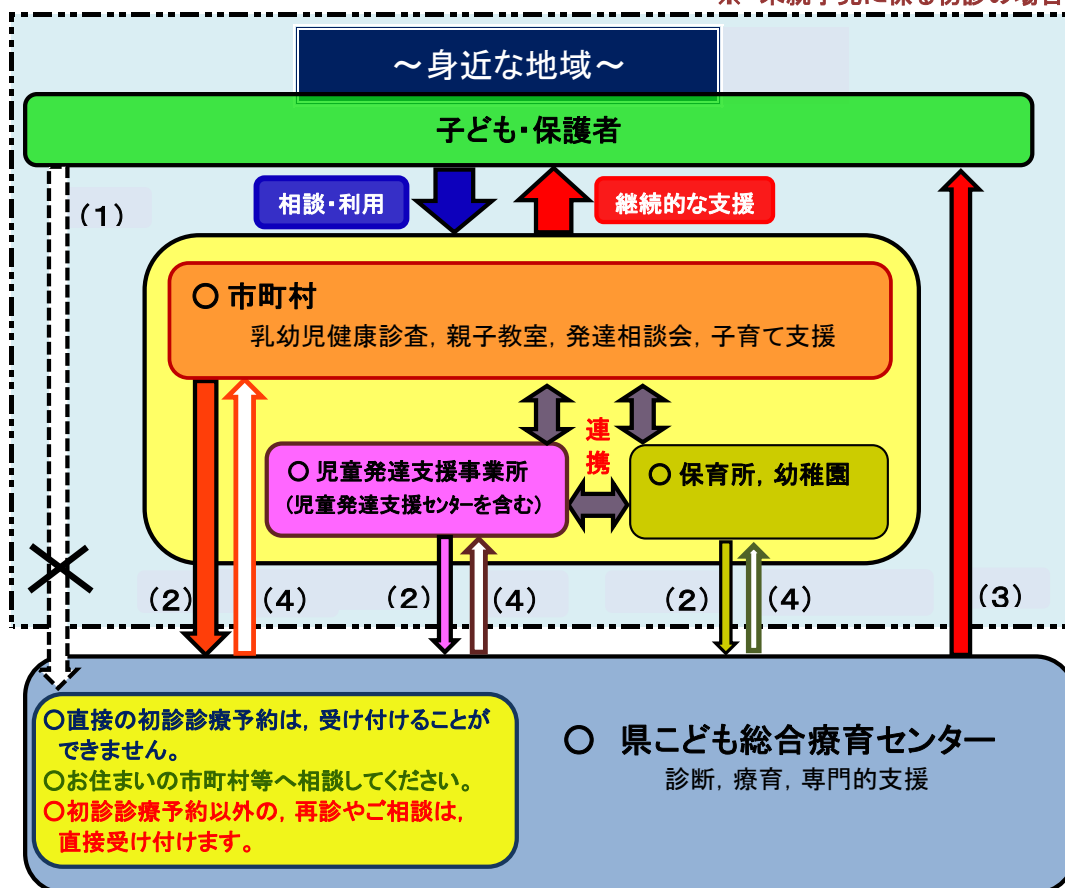 ~身近な地域~
子ども・保護者
(1)
相談・利用
継続的な支援
○ 市町村
乳幼児健康診査, 親子教室, 発達相談会, 子育て支援
連携
○ 児童発達支援事業所
(児童発達支援センターを含む)
○ 保育所, 幼稚園
(2)
(4)
(2)
(4)
(2)
(4)
(3)
○直接の初診診療予約は, 受け付けることが
できません。
○お住まいの市町村等へ相談してください。
○初診診療予約以外の, 再診やご相談は,
直接受け付けます。
○ 県こども総合療育センター
診断, 療育, 専門的支援